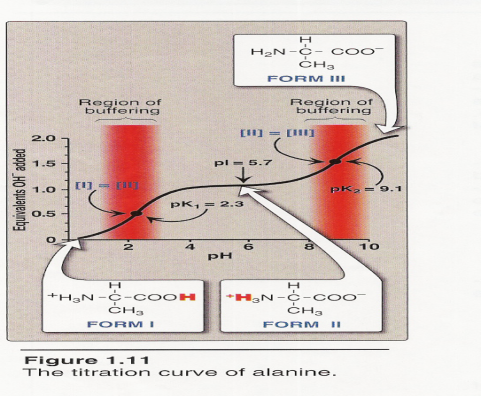 H
H₂N-C-COO⁻
CH₃
FORM III
Region of
buffering
Region of
buffering
Equivalents OH⁻ added
2.0
1.5
1.0
0.5
0
[I] = [II]
pK₁ = 2.3
pI = 5.7
[II] = [III]
pK₂ = 9.1
2
4
6
8
10
pH
H
⁺H₃N-C-COOH
CH₃
FORM I
H
⁺H₃N-C-COO⁻
CH₃
FORM II
Figure 1.11
The titration curve of alanine.